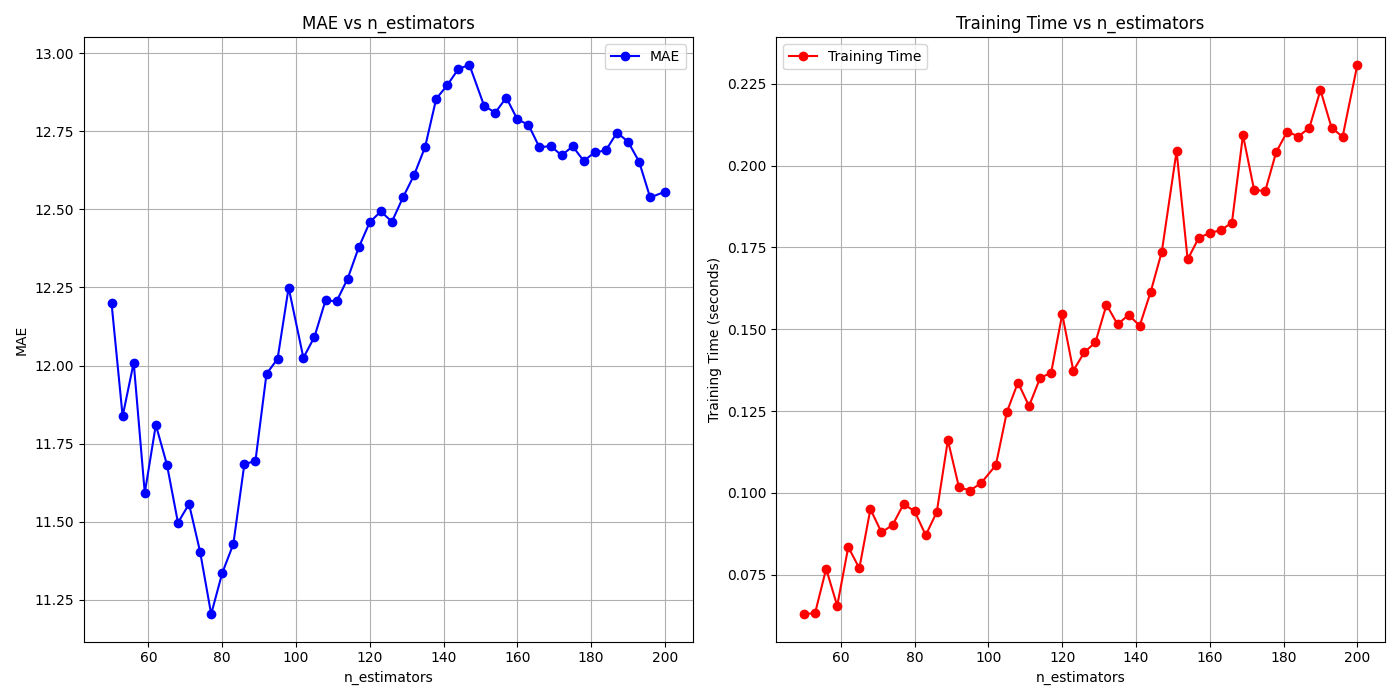 MAE vs n_estimators
13.00
12.75
12.50
12.25
12.00
11.75
11.50
11.25
MAE
MAE
60 80 100 120 140 160 180 200
n_estimators
Training Time vs n_estimators
0.225
0.200
0.175
0.150
0.125
0.100
0.075
Training Time (seconds)
Training Time
60 80 100 120 140 160 180 200
n_estimators